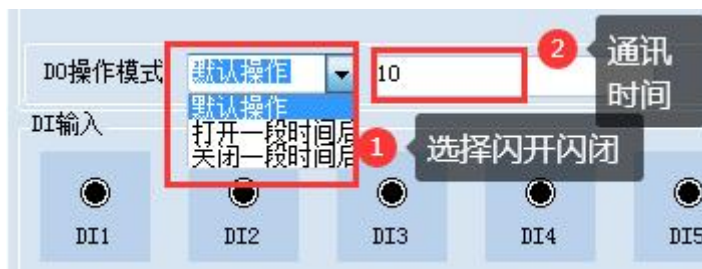 DO操作模式
默认操作
10
2
通讯
时间
默认操作
打开一段时间后
关闭一段时间后
1
选择闪开闪闭
DI输入
DI1
DI2
DI3
DI4
DI5